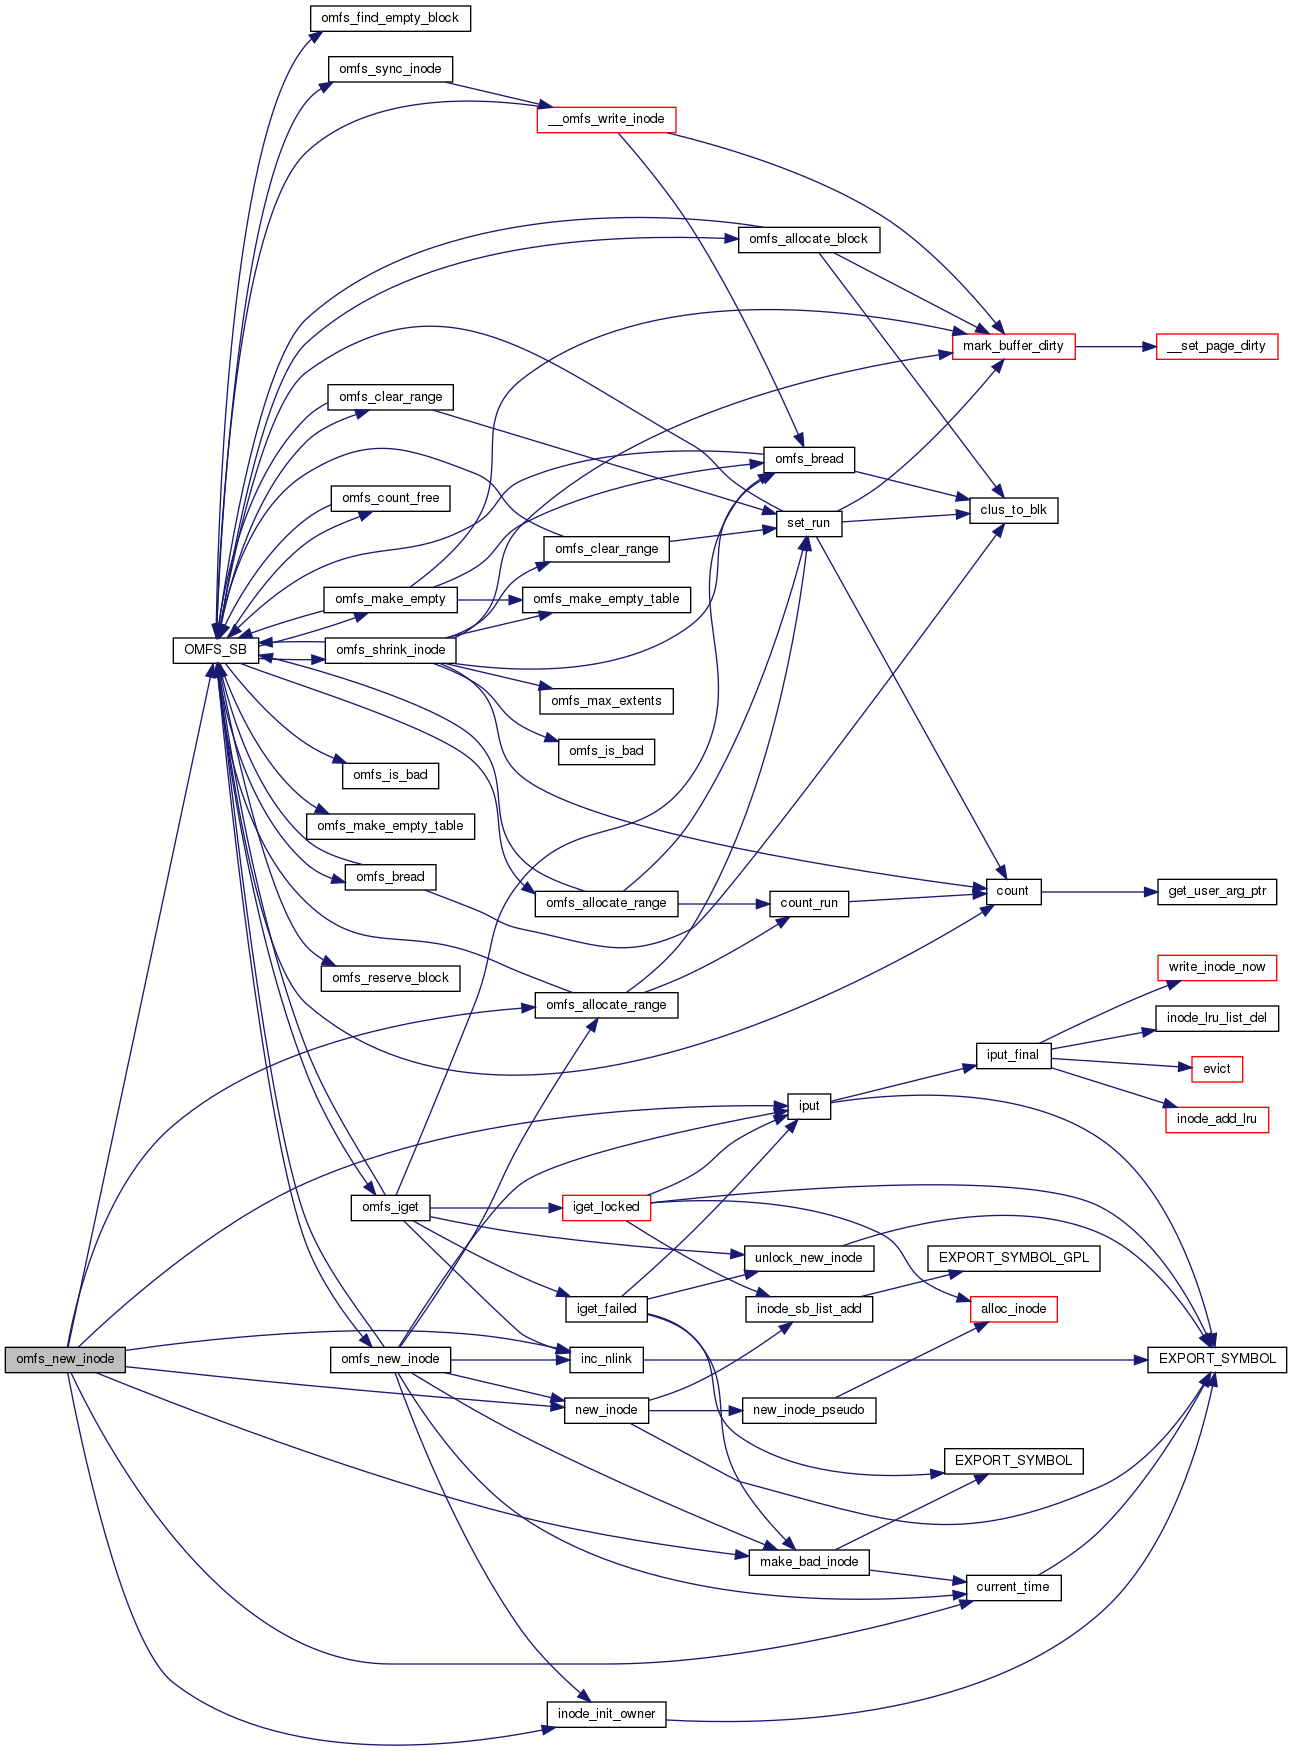 omfs_find_empty_block
omfs_sync_inode
__omfs_write_inode
omfs_allocate_block
mark_buffer_dirty
__set_page_dirty
omfs_clear_range
omfs_bread
omfs_count_free
clus_to_blk
set_run
omfs_clear_range
omfs_make_empty
omfs_make_empty_table
OMFS_SB
omfs_shrink_inode
omfs_max_extents
omfs_is_bad
omfs_is_bad
omfs_make_empty_table
omfs_bread
omfs_allocate_range
count_run
count
get_user_arg_ptr
omfs_reserve_block
write_inode_now
omfs_allocate_range
inode_lru_list_del
iput_final
evict
iput
inode_add_lru
omfs_iget
iget_locked
unlock_new_inode
EXPORT_SYMBOL_GPL
iget_failed
inode_sb_list_add
alloc_inode
omfs_new_inode
omfs_new_inode
inc_nlink
EXPORT_SYMBOL
new_inode
new_inode_pseudo
EXPORT_SYMBOL
make_bad_inode
current_time
inode_init_owner